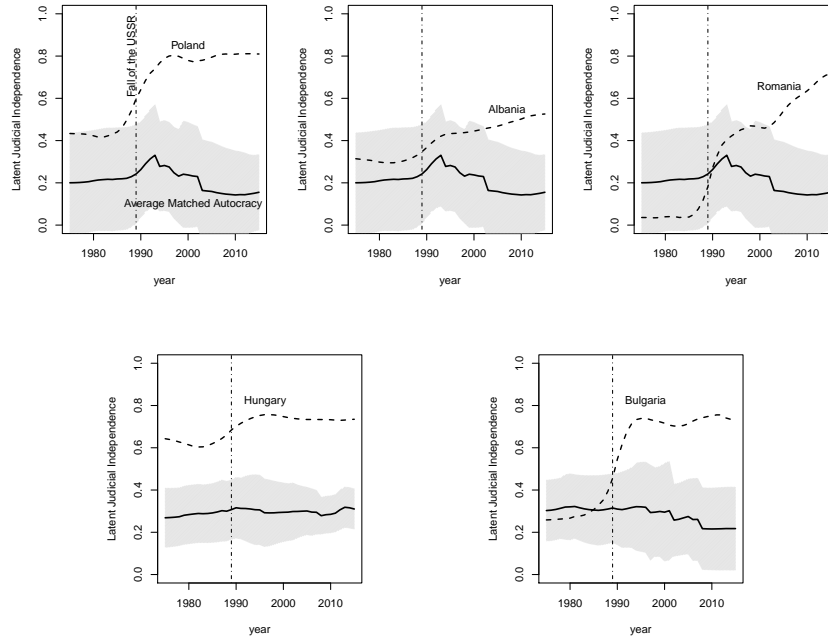 Latent Judicial Independence
0.0 0.2 0.4 0.6 0.8 1.0
Fall of the USSR
Poland
Average Matched Autocracy
1980 1990 2000 2010
year
Latent Judicial Independence
0.0 0.2 0.4 0.6 0.8 1.0
Albania
1980 1990 2000 2010
year
Latent Judicial Independence
0.0 0.2 0.4 0.6 0.8 1.0
Romania
1980 1990 2000 2010
year
Latent Judicial Independence
0.0 0.2 0.4 0.6 0.8 1.0
Hungary
1980 1990 2000 2010
year
Latent Judicial Independence
0.0 0.2 0.4 0.6 0.8 1.0
Bulgaria
1980 1990 2000 2010
year